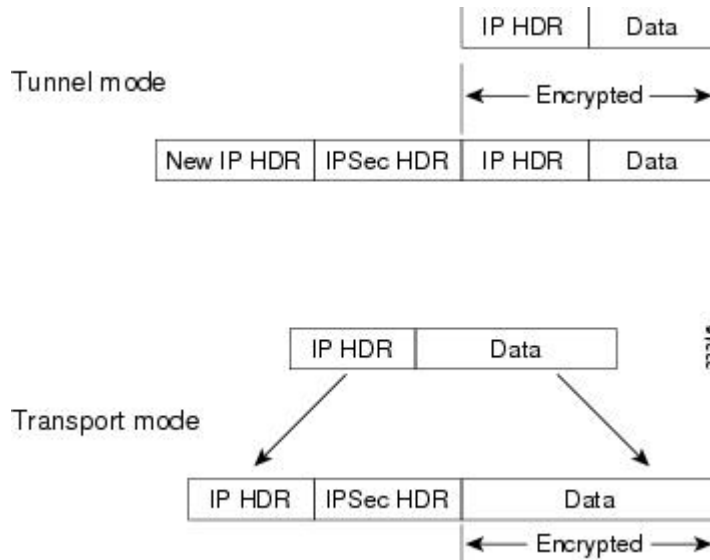 IP HDR Data
Tunnel mode
Encrypted
New IP HDR IPSec HDR IP HDR Data
IP HDR Data
Transport mode
IP HDR IPSec HDR Data
Encrypted